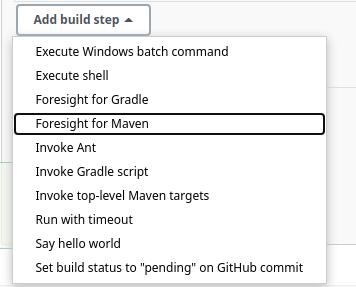 Add build step
Execute Windows batch command
Execute shell
Foresight for Gradle
Foresight for Maven
Invoke Ant
Invoke Gradle script
Invoke top-level Maven targets
Run with timeout
Say hello world
Set build status to "pending" on GitHub commit